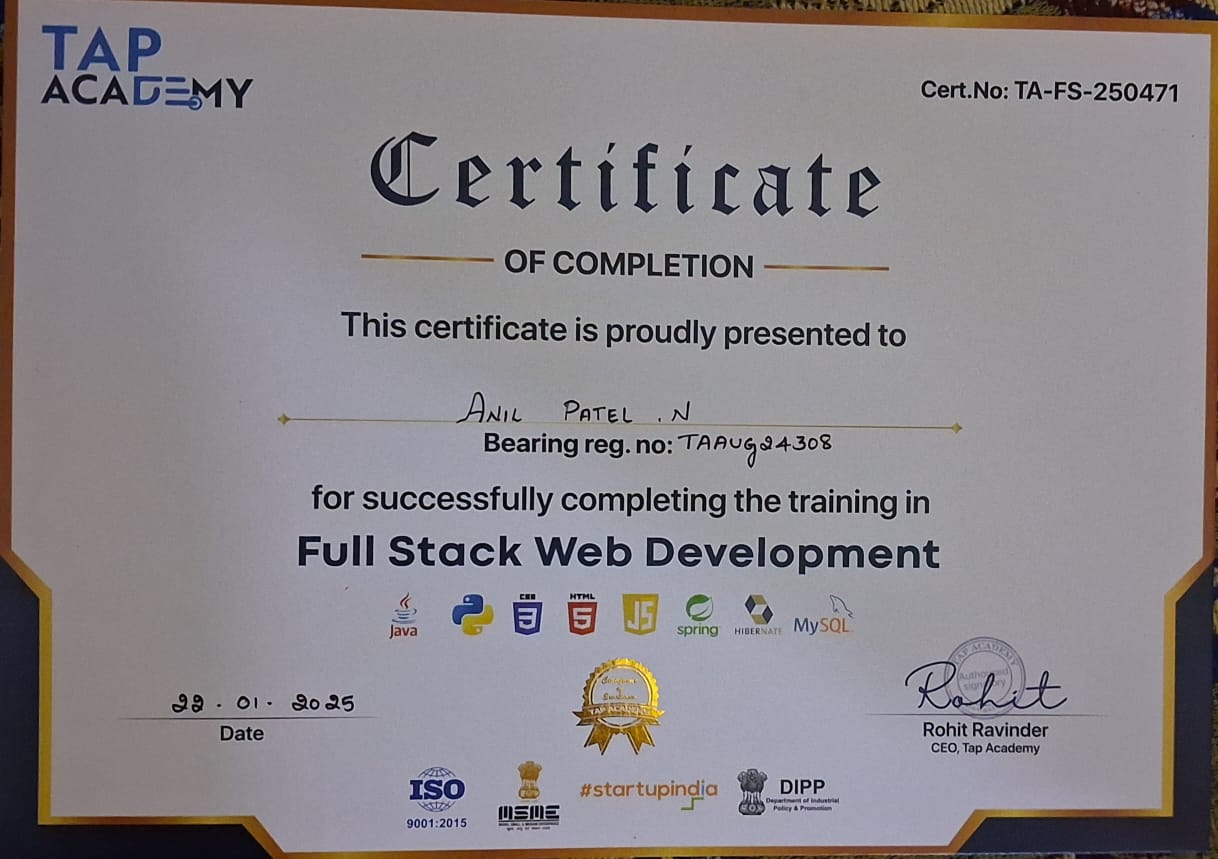 TAP
ACADEMY
Cert.No: TA-FS-250471
Certificate
OF COMPLETION
This certificate is proudly presented to
ANIL PATEL . N
Bearing reg. no: TAAUG24308
for successfully completing the training in
Full Stack Web Development
Java
CSS
3
HTML
5
JS
spring
HIBERNATE
MySQL
TAP ACADEMY
TAP ACADEMY
Authorised
signatory
Rohit
22 . 01 . 2025
Date
Rohit Ravinder
CEO, Tap Academy
ISO
9001:2015
MSME
#startupindia
DIPP
Department of Industrial
Policy & Promotion